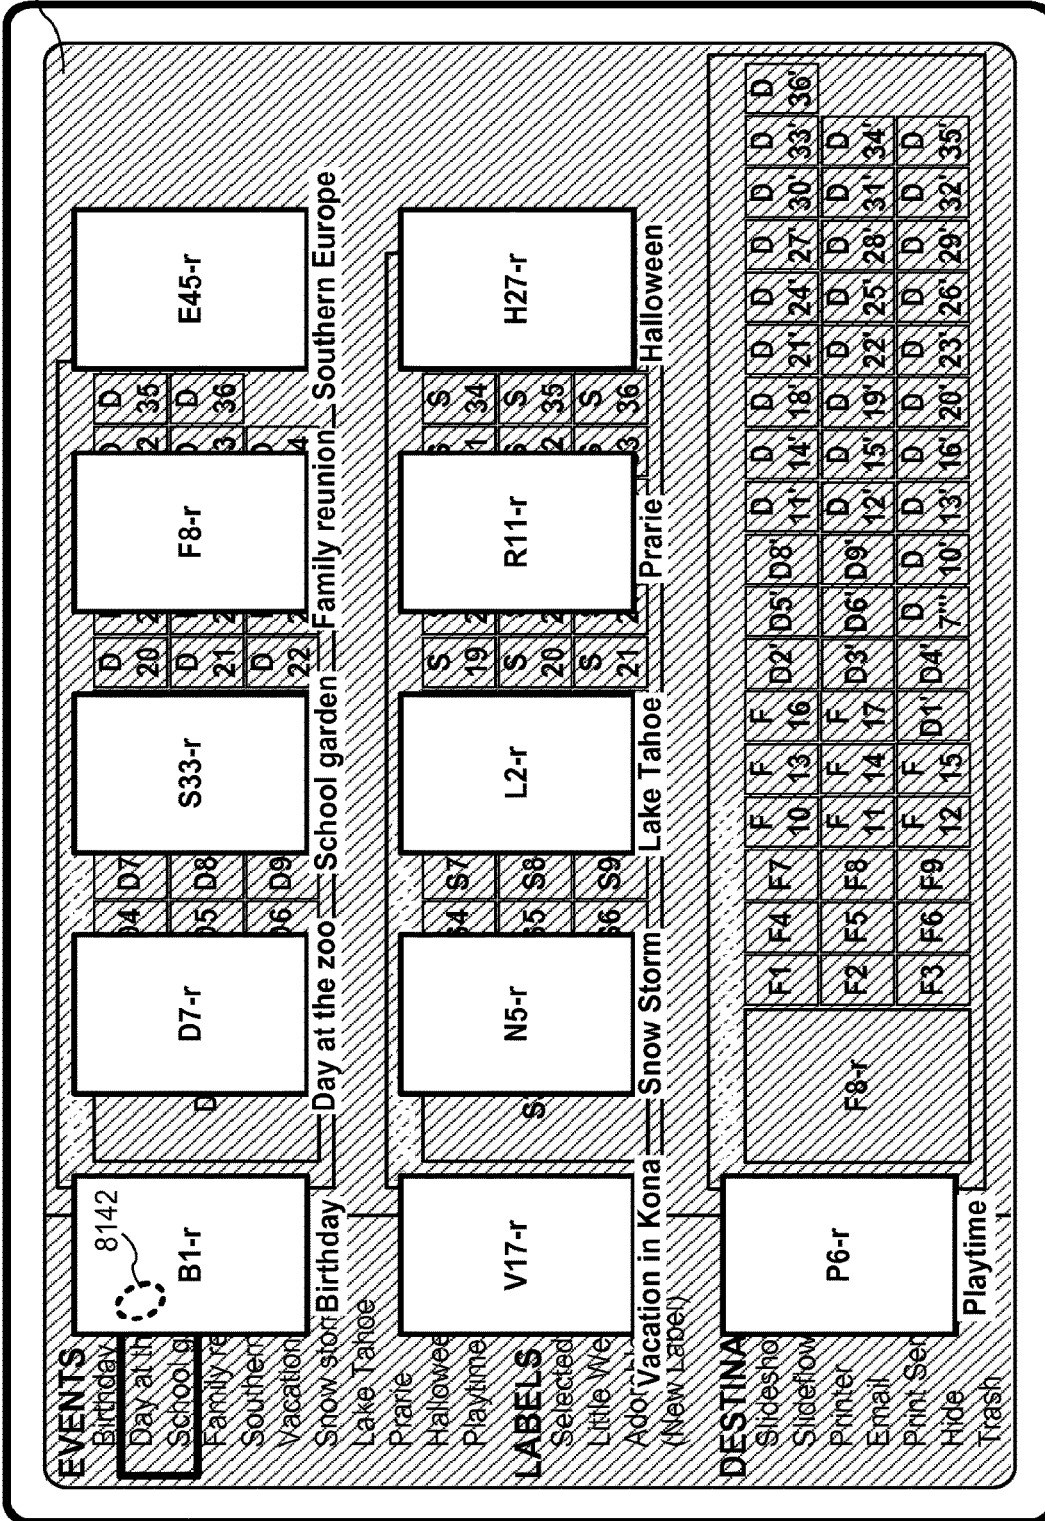 EVENTS
Birthday
Day at th
School g
Family re
Southern
Vacation
Snow stor
Lake Tahoe
Prarie
Hallowee
Playtime
LABELS
Selected
Little We
(New Label)
DESTINA
Slidesho
Slideflow
Printer
Email
Print Ser
Hide
Trash
8142
B1-r D7-r S33-r F8-r E45-r
D7 D 20 D 35
D8 D 21 D 36
D9 D 22
Birthday Day at the zoo School garden Family reunion Southern Europe
V17-r N5-r L2-r R11-r H27-r
S7 S 19 S 34
S8 S 20 S 35
S9 S 21 S 36
Vacation in Kona Snow Storm Lake Tahoe Prarie Halloween
P6-r F8-r
F1 F4 F7 F 10 F 13 F 16 D2' D5' D8' D 11' D 14' D 18' D 21' D 24' D 27' D 30' D 33' D 36'
F2 F5 F8 F 11 F 14 F 17 D3' D6' D9' D 12' D 15' D 19' D 22' D 25' D 28' D 31' D 34'
F3 F6 F9 F 12 F 15 D1' D4' D 7''' D 10' D 13' D 16' D 20' D 23' D 26' D 29' D 32' D 35'
Playtime